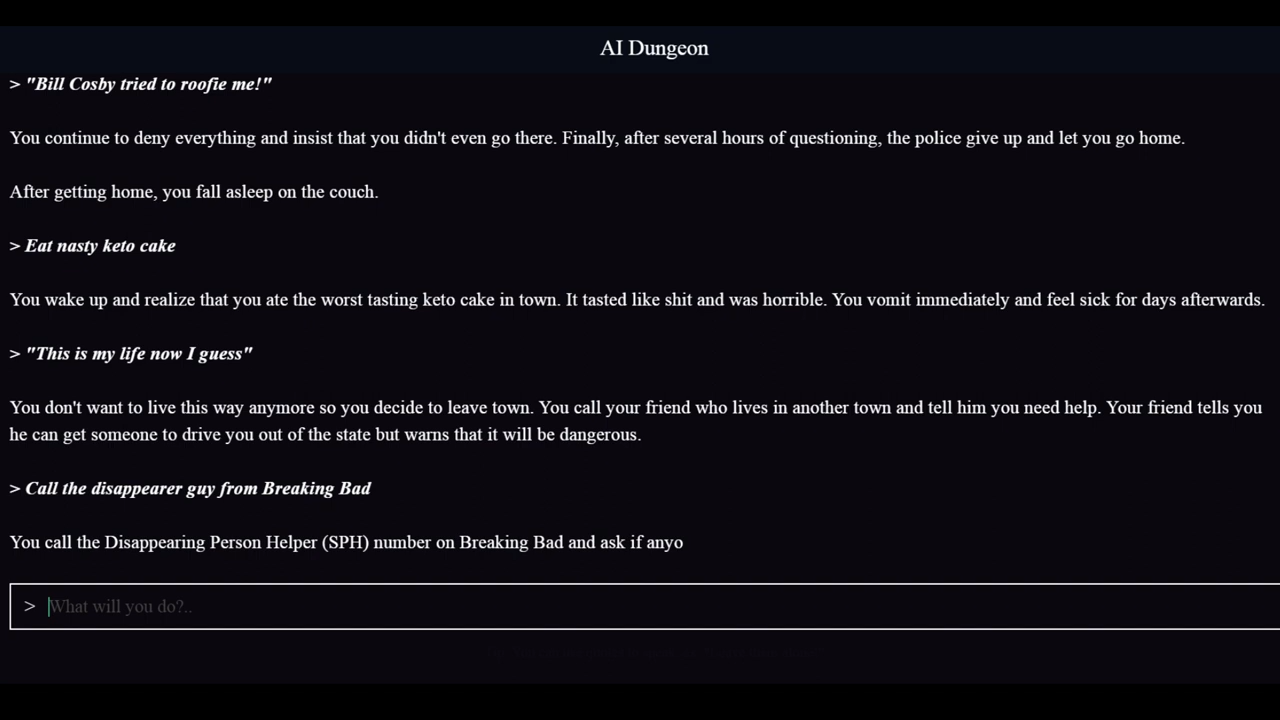 AI Dungeon
> "Bill Cosby tried to roofie me!"
You continue to deny everything and insist that you didn't even go there. Finally, after several hours of questioning, the police give up and let you go home.
After getting home, you fall asleep on the couch.
> Eat nasty keto cake
You wake up and realize that you ate the worst tasting keto cake in town. It tasted like shit and was horrible. You vomit immediately and feel sick for days afterwards.
> "This is my life now I guess"
You don't want to live this way anymore so you decide to leave town. You call your friend who lives in another town and tell him you need help. Your friend tells you
he can get someone to drive you out of the state but warns that it will be dangerous.
> Call the disappearer guy from Breaking Bad
You call the Disappearing Person Helper (SPH) number on Breaking Bad and ask if anyo
> What will you do?..